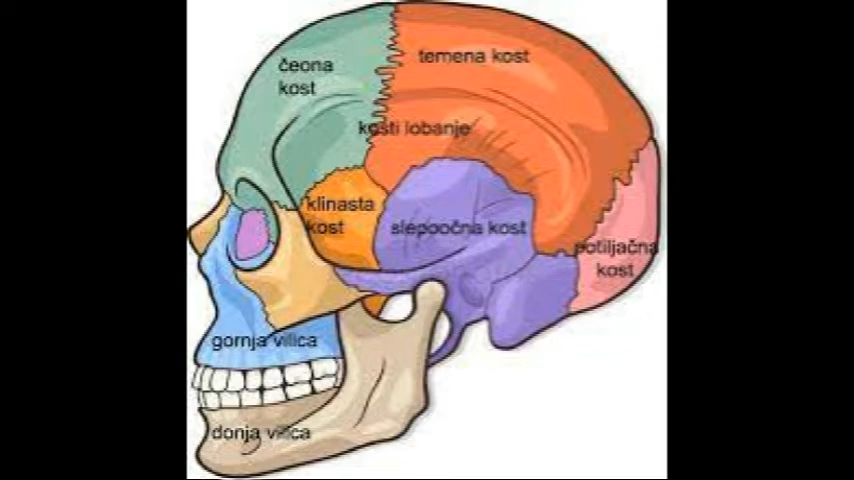 čeona
kost
temena kost
kosti lobanje
klinasta
kost
slepoočna kost
potiljačna
kost
gornja vilica
donja vilica